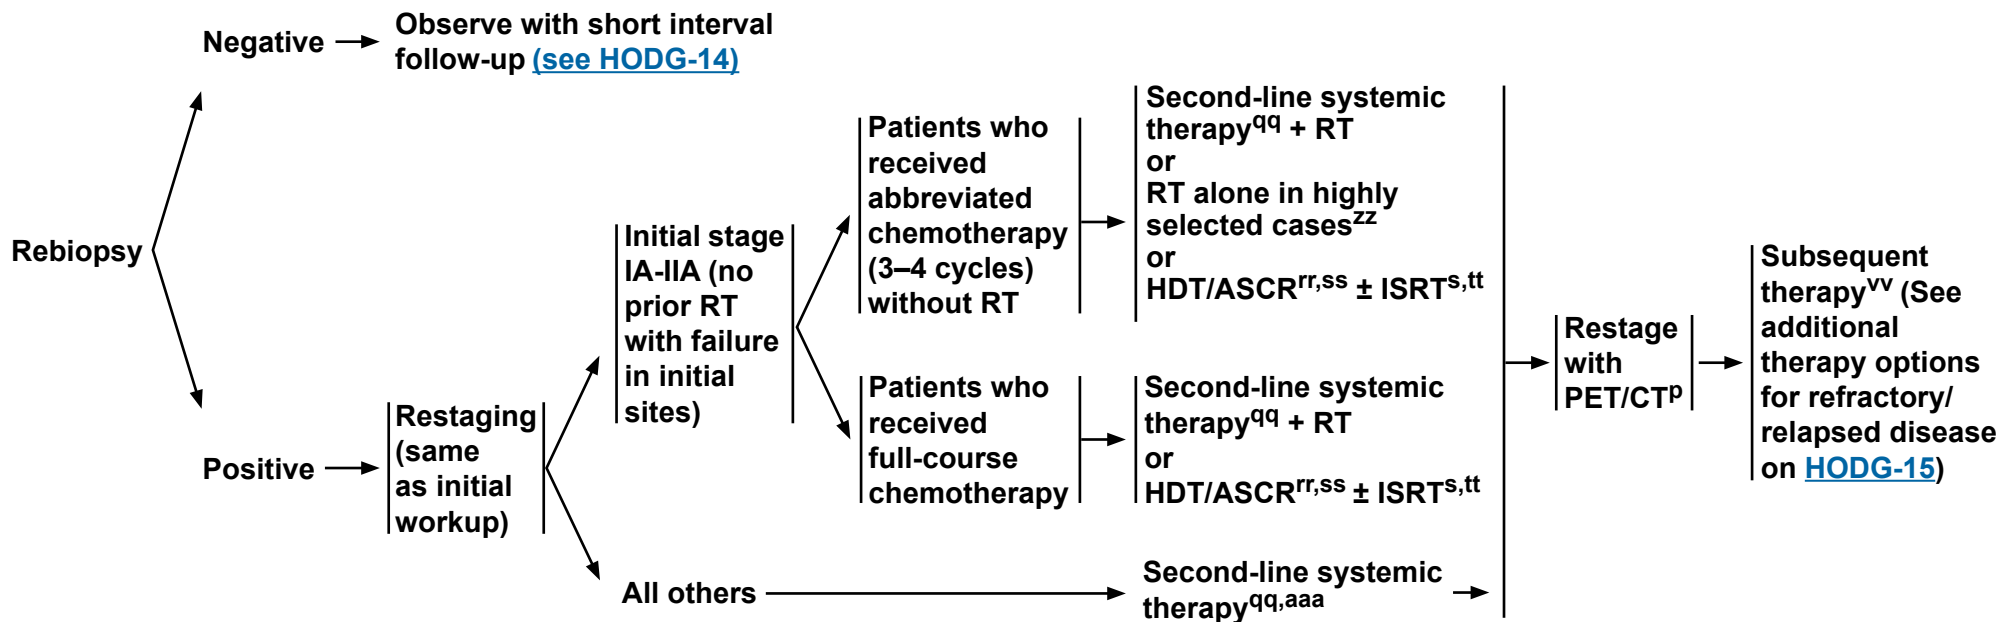 Rebiopsy
Negative
Observe with short interval
follow-up (see HODG-14)
Positive
Restaging
(same
as initial
workup)
Initial stage
IA-IIA (no
prior RT
with failure
in initial
sites)
Patients who
received
abbreviated
chemotherapy
(3–4 cycles)
without RT
Second-line systemic
therapyqq + RT
or
RT alone in highly
selected caseszz
or
HDT/ASCRrr,ss ± ISRTs,tt
Patients who
received
full-course
chemotherapy
Second-line systemic
therapyqq + RT
or
HDT/ASCRrr,ss ± ISRTs,tt
All others
Second-line systemic
therapyqq,aaa
Restage
with
PET/CTp
Subsequent
therapyvv (See
additional
therapy options
for refractory/
relapsed disease
on HODG-15)